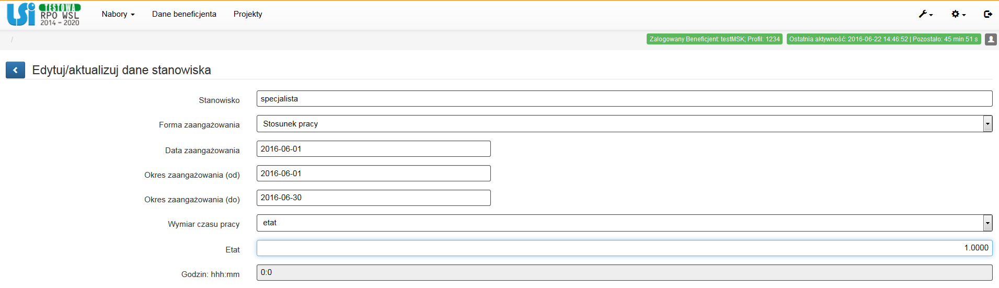 LSi TESTOWA
RPO WSL
2014 – 2020
Nabory Dane beneficjenta Projekty
/
Zalogowany Beneficjent: testMSK; Profil: 1234 Ostatnia aktywność: 2016-06-22 14:46:52 | Pozostało: 45 min 51 s
Edytuj/aktualizuj dane stanowiska
Stanowisko specjalista
Forma zaangażowania Stosunek pracy
Data zaangażowania 2016-06-01
Okres zaangażowania (od) 2016-06-01
Okres zaangażowania (do) 2016-06-30
Wymiar czasu pracy etat
Etat 1.0000
Godzin: hhh:mm 0:0